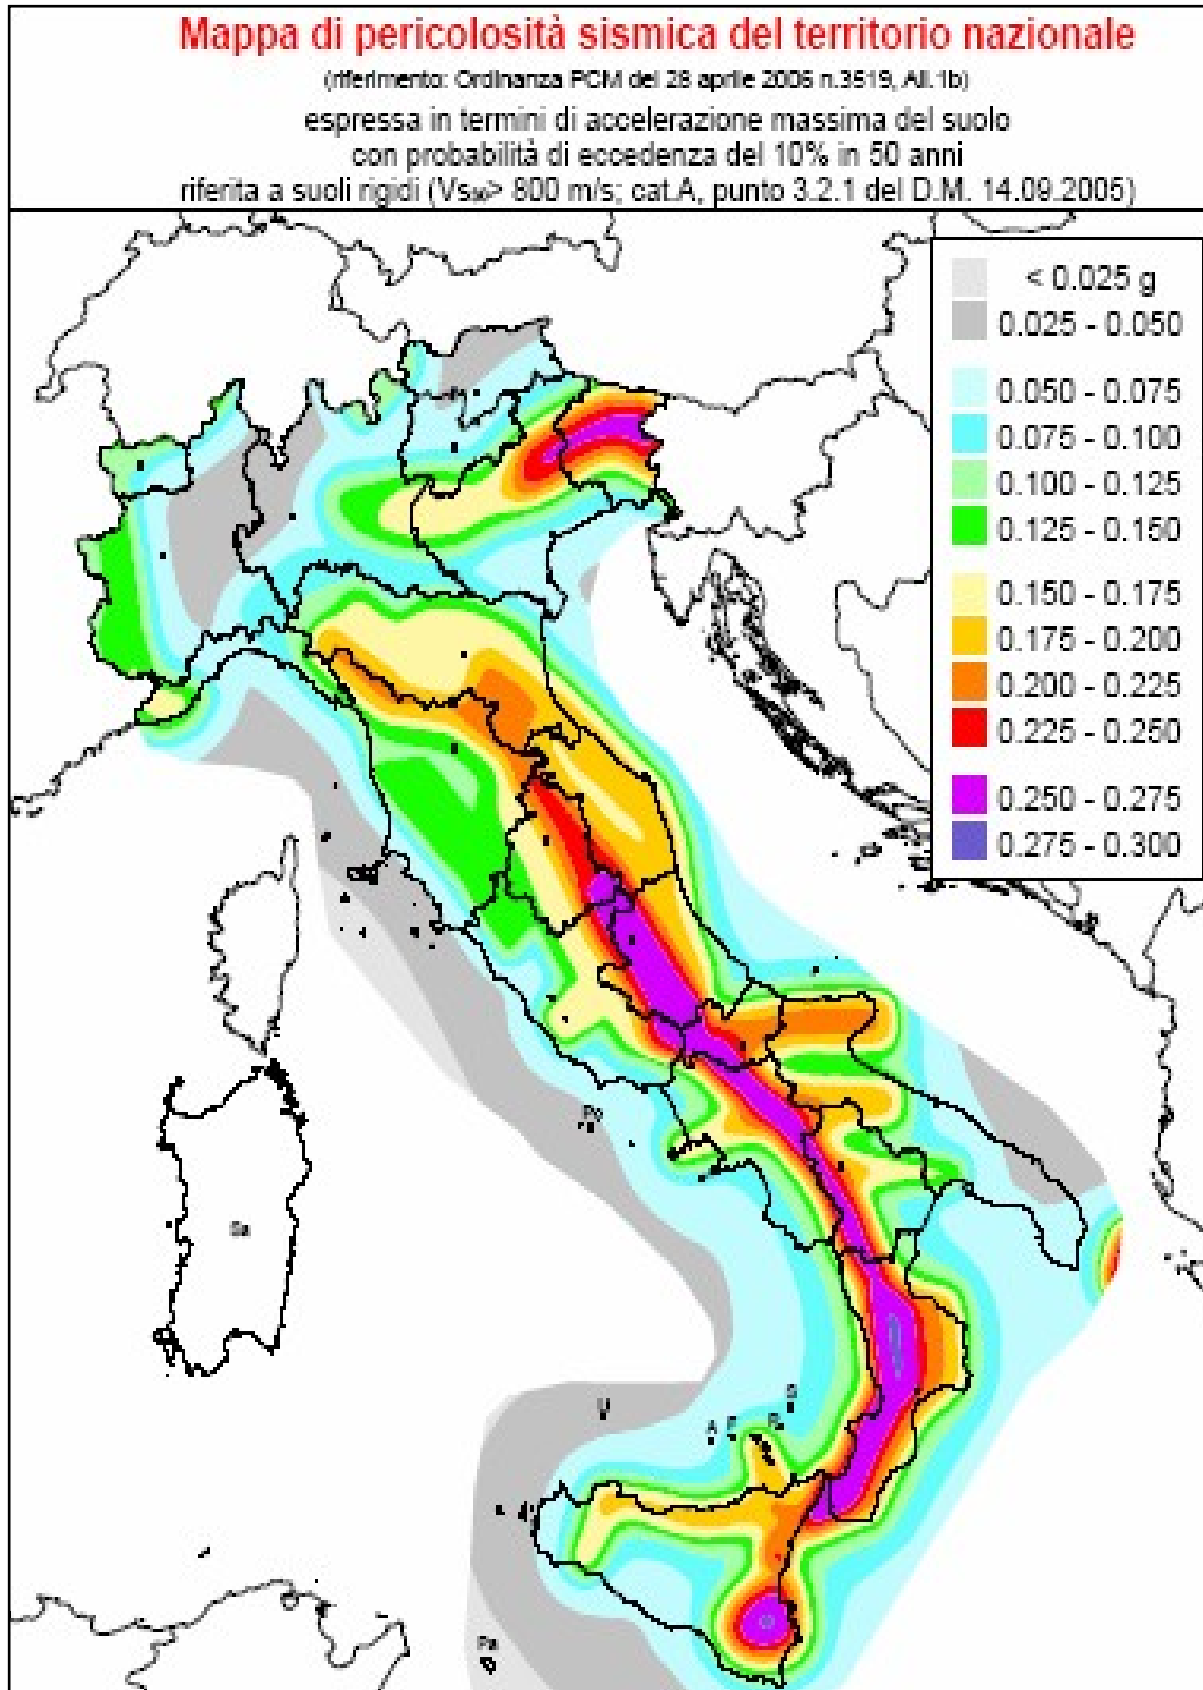 Mappa di pericolosità sismica del territorio nazionale
(riferimento: Ordinanza PCM del 28 aprile 2006 n.3519, All.1b)
espressa in termini di accelerazione massima del suolo
con probabilità di eccedenza del 10% in 50 anni
riferita a suoli rigidi (Vs₃₀> 800 m/s; cat.A, punto 3.2.1 del D.M. 14.09.2005)
< 0.025 g
0.025 - 0.050
0.050 - 0.075
0.075 - 0.100
0.100 - 0.125
0.125 - 0.150
0.150 - 0.175
0.175 - 0.200
0.200 - 0.225
0.225 - 0.250
0.250 - 0.275
0.275 - 0.300
Po
Sa
U
A
F
Pa